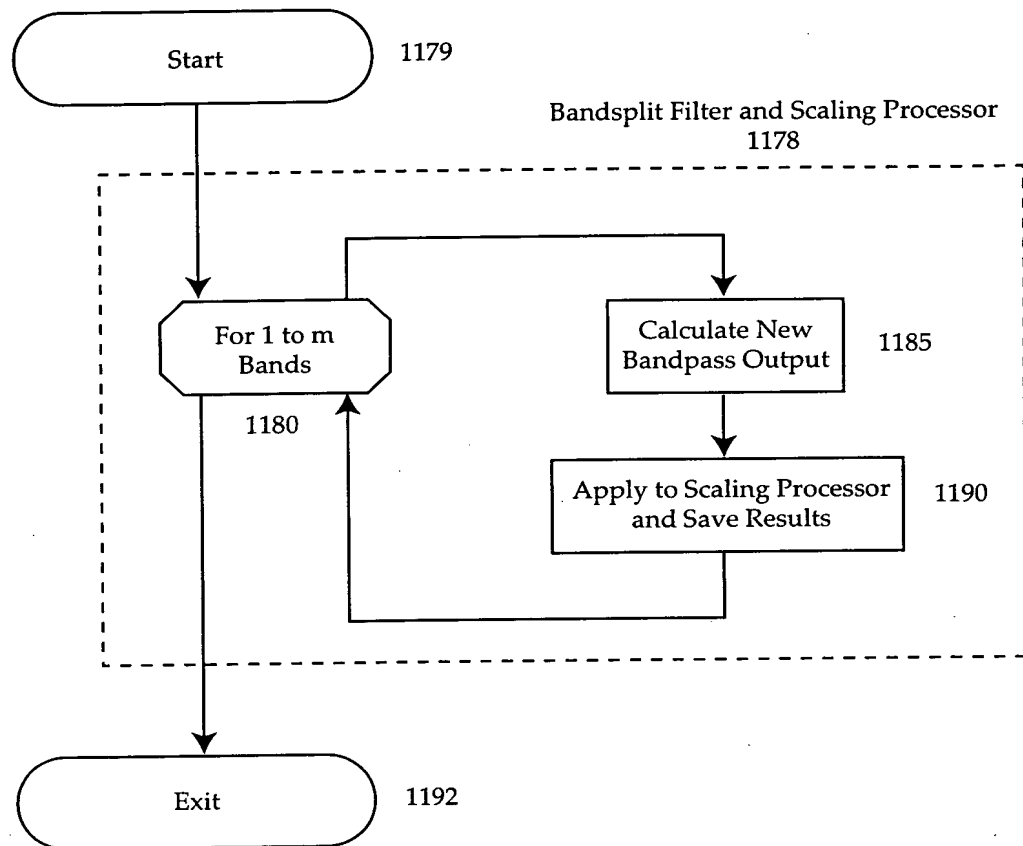 Start
1179
Bandsplit Filter and Scaling Processor
1178
For 1 to m
Bands
1180
Calculate New
Bandpass Output
1185
Apply to Scaling Processor
and Save Results
1190
Exit
1192